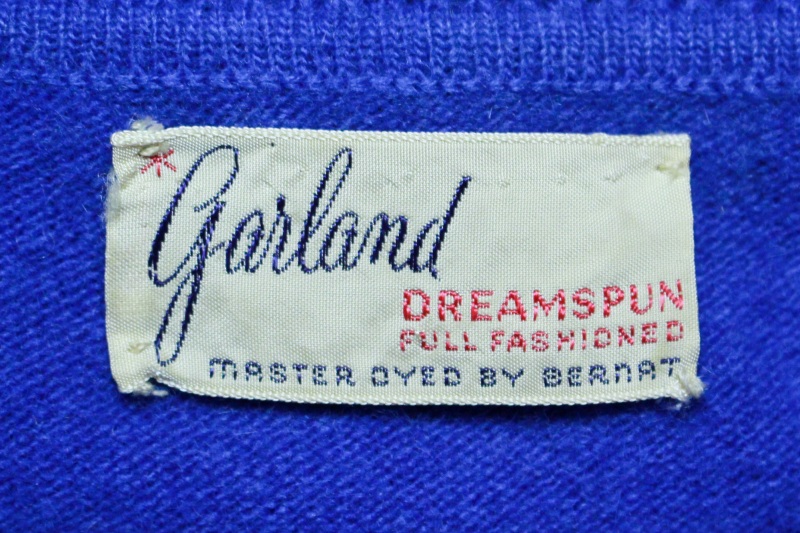 *Garland
DREAMSPUN
FULL FASHIONED
MASTER DYED BY BERNAT